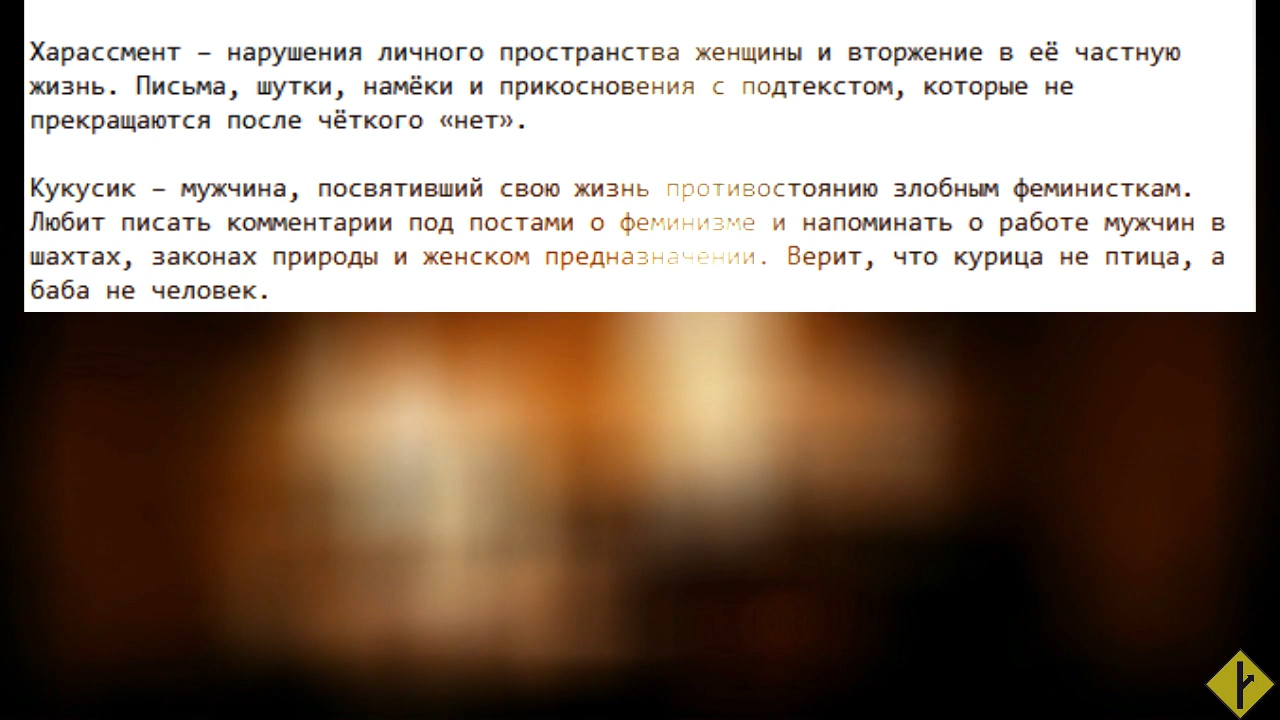 Харассмент – нарушения личного пространства женщины и вторжение в её частную
жизнь. Письма, шутки, намёки и прикосновения с подтекстом, которые не
прекращаются после чёткого «нет».
Кукусик – мужчина, посвятивший свою жизнь противостоянию злобным феминисткам.
Любит писать комментарии под постами о феминизме и напоминать о работе мужчин в
шахтах, законах природы и женском предназначении. Верит, что курица не птица, а
баба не человек.